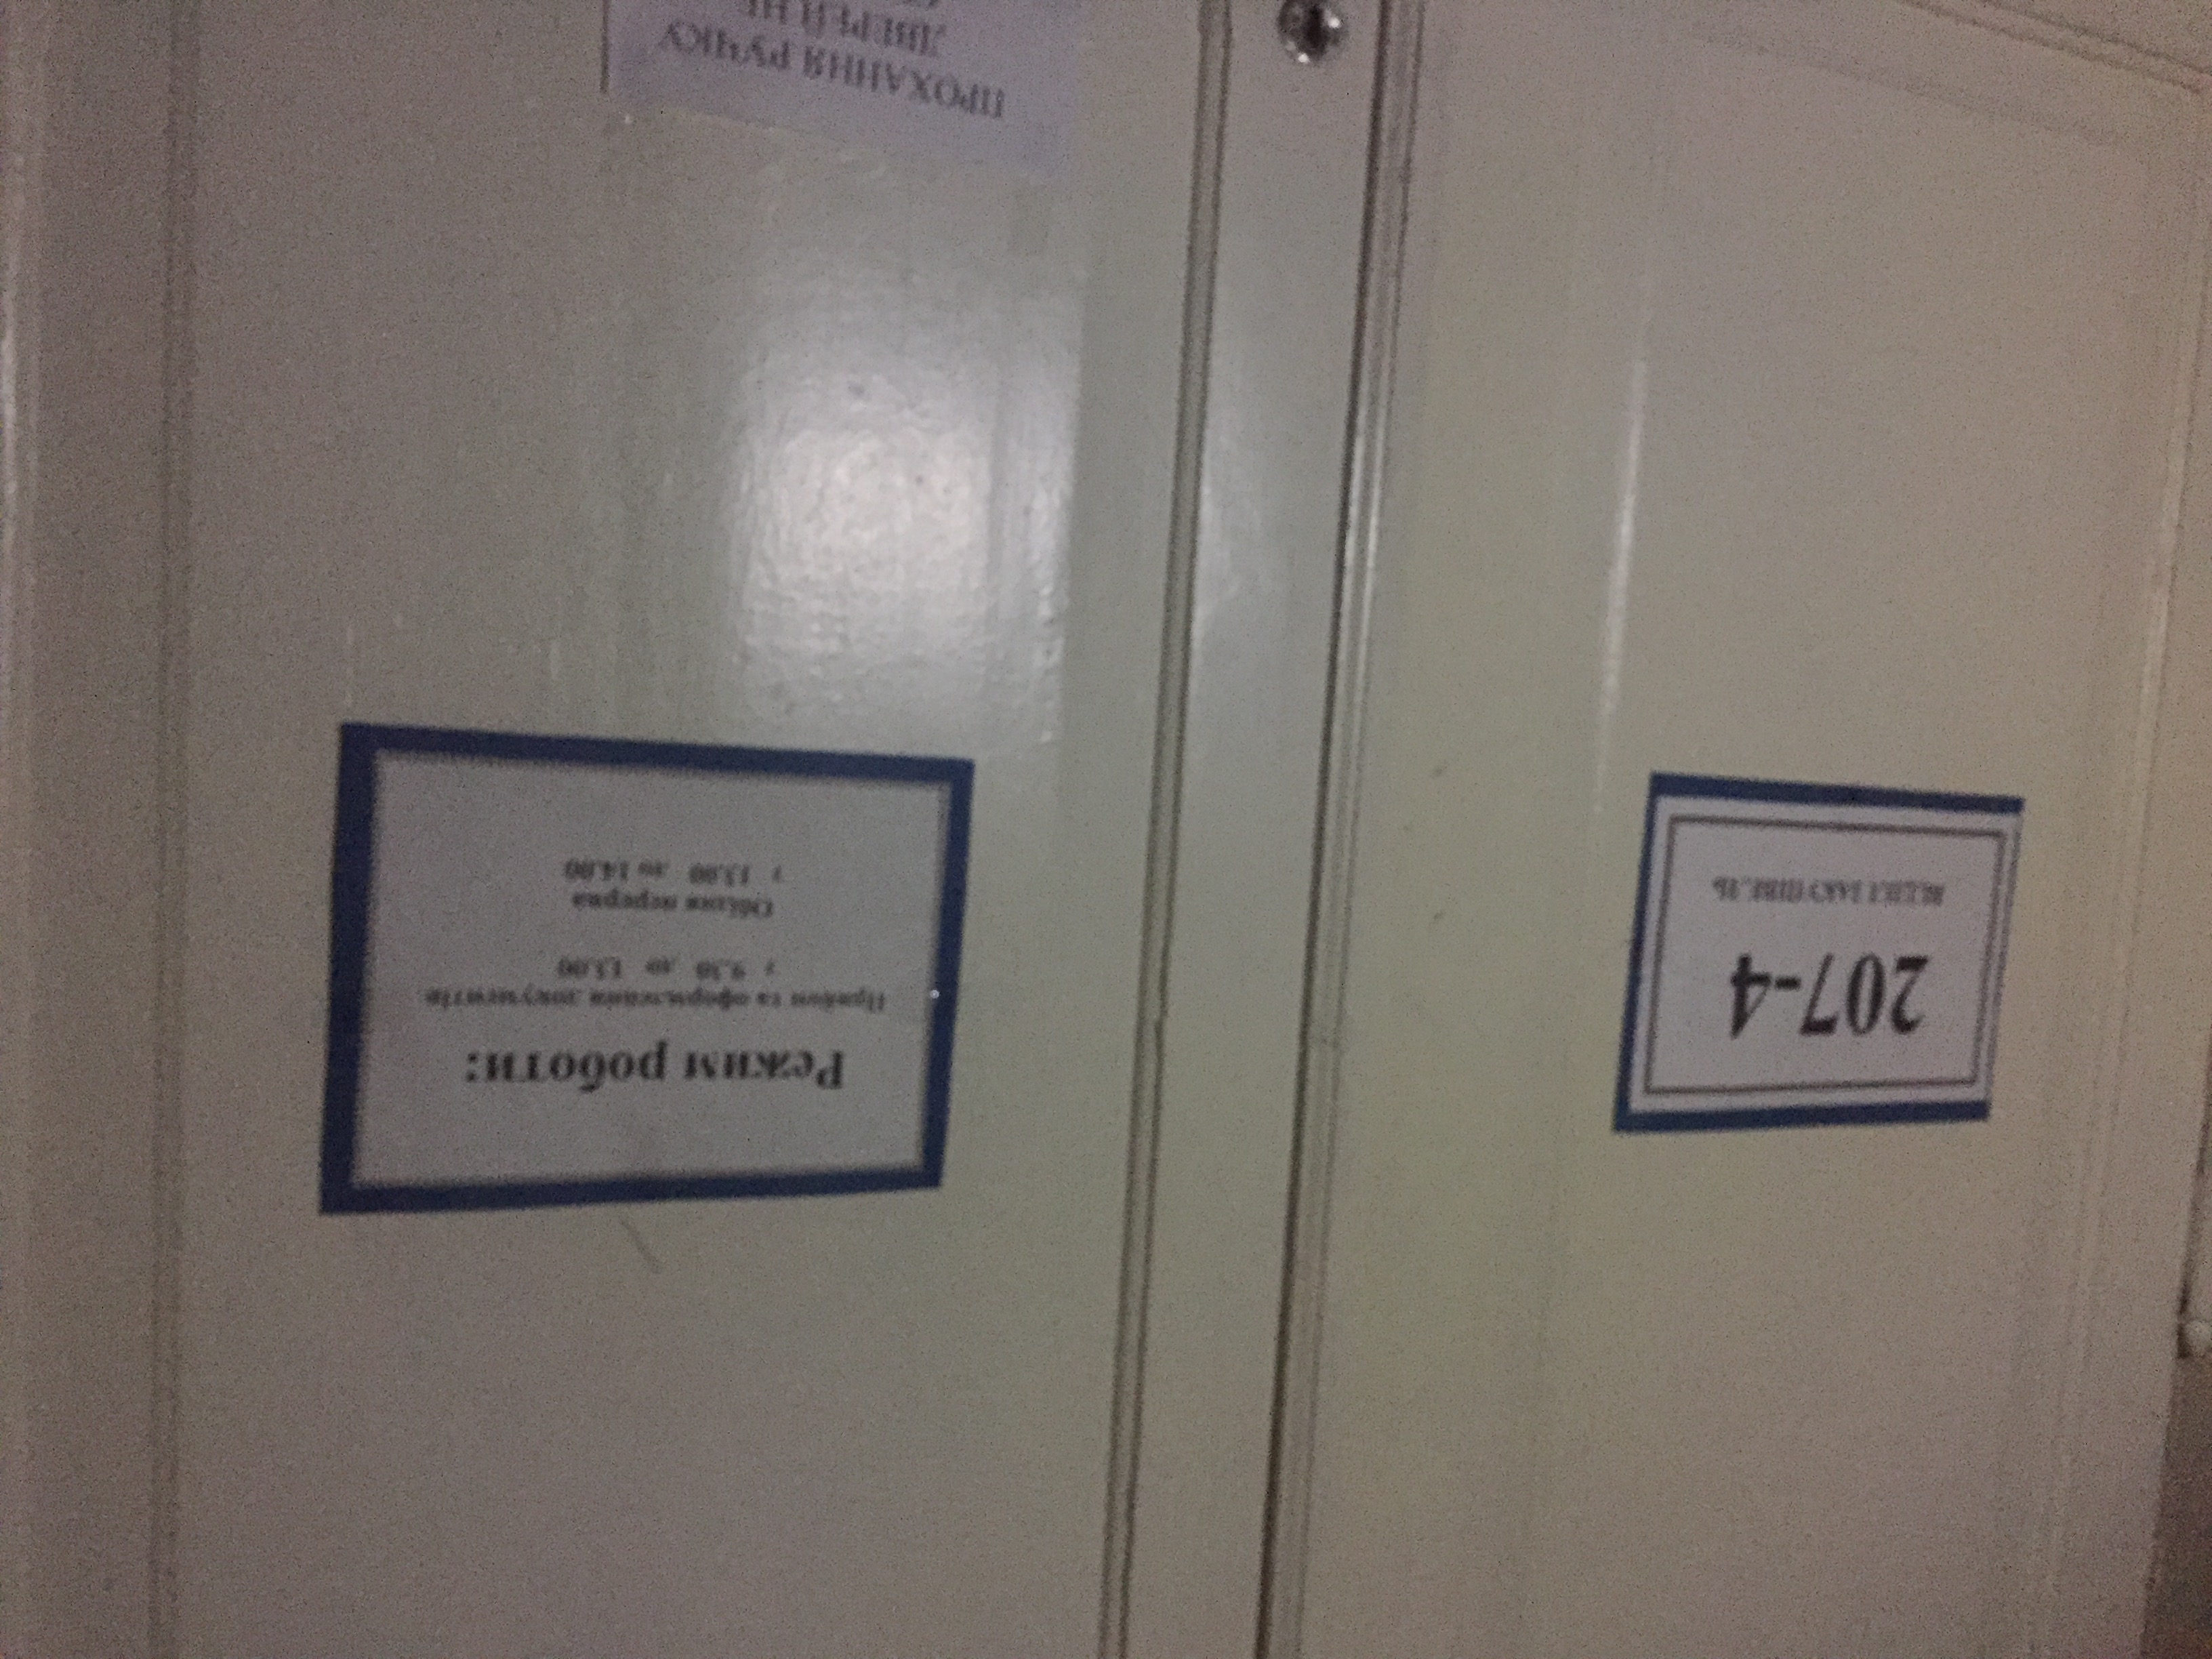 207-4
ВІДДІЛ ЗАКУПІВЕЛЬ
Режим роботи:
Прийом та оформлення документів
з 9.30 до 15.00
Обідня перерва
з 13.00 до 14.00
ПРОХАННЯ РУЧКУ
ДВЕРЕЙ НЕ